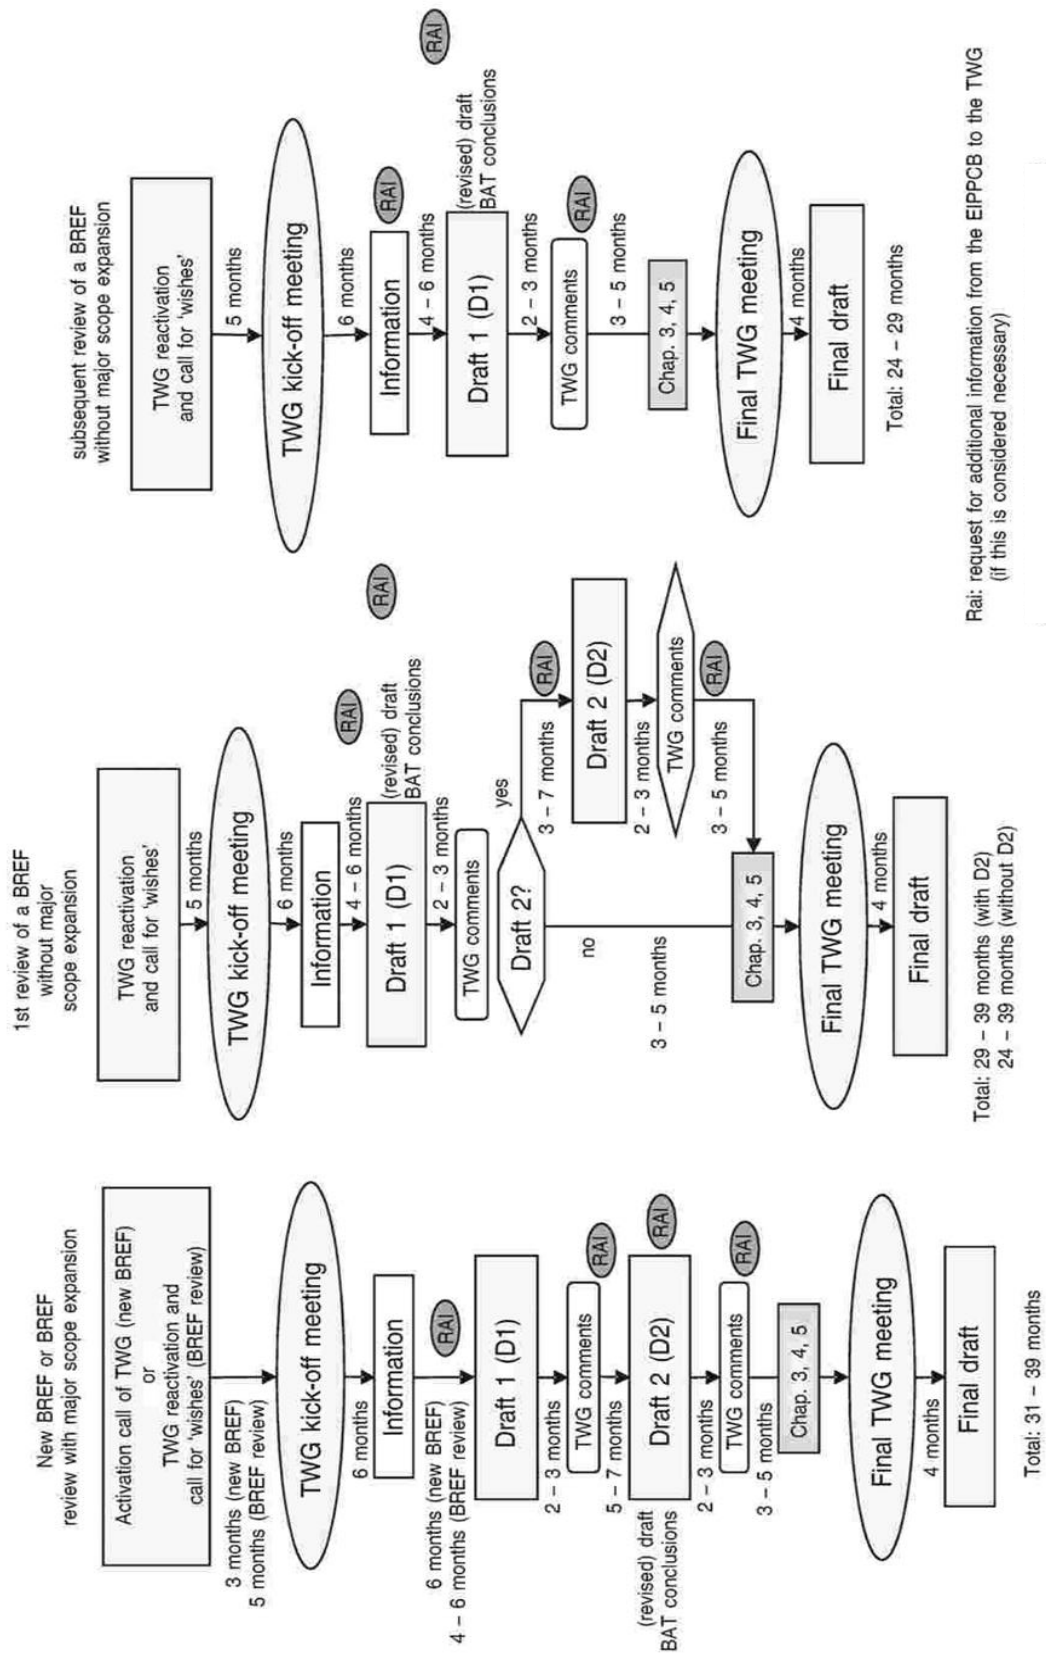 New BREF or BREF
review with major scope expansion
Activation call of TWG (new BREF)
or
TWG reactivation and
call for 'wishes' (BREF review)
3 months (new BREF)
5 months (BREF review)
TWG kick-off meeting
6 months
Information
6 months (new BREF)
4 – 6 months (BREF review)
RAI
Draft 1 (D1)
2 – 3 months
TWG comments
RAI
5 – 7 months
Draft 2 (D2)
RAI
(revised) draft
BAT conclusions
2 – 3 months
TWG comments
RAI
3 – 5 months
Chap. 3, 4, 5
Final TWG meeting
4 months
Final draft
Total: 31 – 39 months
1st review of a BREF
without major
scope expansion
TWG reactivation
and call for 'wishes'
5 months
TWG kick-off meeting
6 months
Information
RAI
4 – 6 months
Draft 1 (D1)
(revised) draft
BAT conclusions
RAI
2 – 3 months
TWG comments
Draft 2?
yes
3 – 7 months
RAI
Draft 2 (D2)
2 – 3 months
TWG comments
RAI
3 – 5 months
no
3 – 5 months
Chap. 3, 4, 5
Final TWG meeting
4 months
Final draft
Total: 29 – 39 months (with D2)
24 – 39 months (without D2)
subsequent review of a BREF
without major scope expansion
TWG reactivation
and call for 'wishes'
5 months
TWG kick-off meeting
6 months
Information
RAI
4 – 6 months
Draft 1 (D1)
(revised) draft
BAT conclusions
RAI
2 – 3 months
TWG comments
RAI
3 – 5 months
Chap. 3, 4, 5
Final TWG meeting
4 months
Final draft
Total: 24 – 29 months
Rai: request for additional information from the EIPPCB to the TWG
(if this is considered necessary)